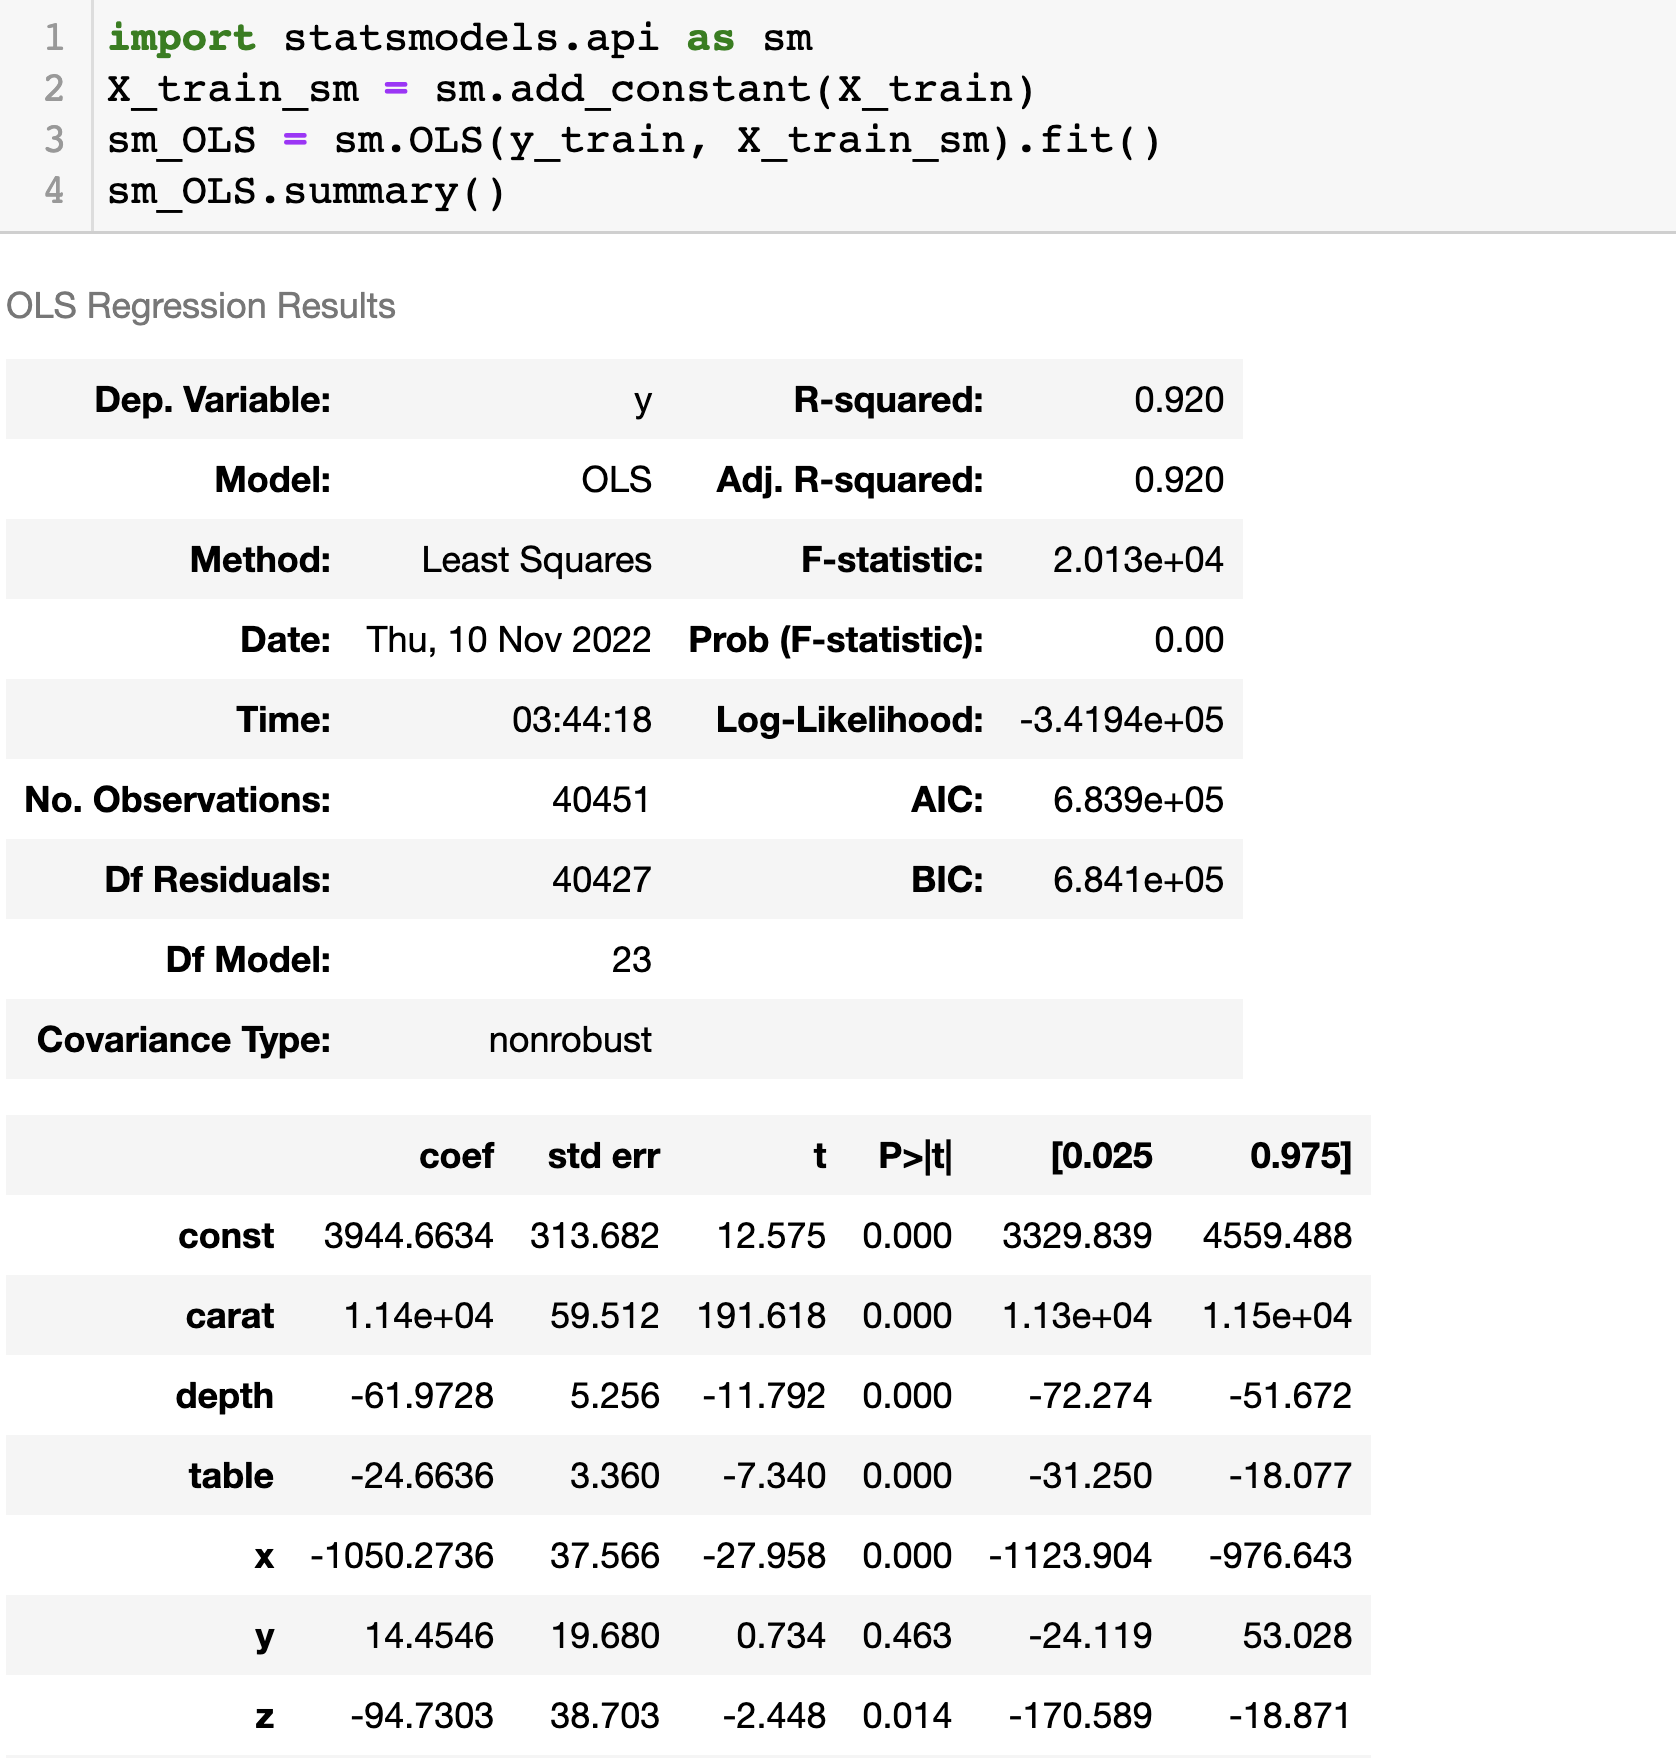 1 import statsmodels.api as sm
2 X_train_sm = sm.add_constant(X_train)
3 sm_OLS = sm.OLS(y_train, X_train_sm).fit()
4 sm_OLS.summary()
OLS Regression Results
Dep. Variable: y R-squared: 0.920
Model: OLS Adj. R-squared: 0.920
Method: Least Squares F-statistic: 2.013e+04
Date: Thu, 10 Nov 2022 Prob (F-statistic): 0.00
Time: 03:44:18 Log-Likelihood: -3.4194e+05
No. Observations: 40451 AIC: 6.839e+05
Df Residuals: 40427 BIC: 6.841e+05
Df Model: 23
Covariance Type: nonrobust
coef std err t P>|t| [0.025 0.975]
const 3944.6634 313.682 12.575 0.000 3329.839 4559.488
carat 1.14e+04 59.512 191.618 0.000 1.13e+04 1.15e+04
depth -61.9728 5.256 -11.792 0.000 -72.274 -51.672
table -24.6636 3.360 -7.340 0.000 -31.250 -18.077
x -1050.2736 37.566 -27.958 0.000 -1123.904 -976.643
y 14.4546 19.680 0.734 0.463 -24.119 53.028
z -94.7303 38.703 -2.448 0.014 -170.589 -18.871